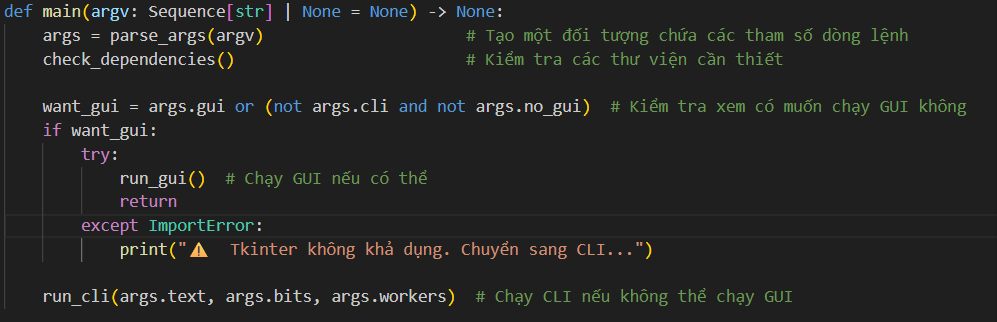 def main(argv: Sequence[str] | None = None) -> None:
    args = parse_args(argv)                     # Tạo một đối tượng chứa các tham số dòng lệnh
    check_dependencies()                        # Kiểm tra các thư viện cần thiết
    want_gui = args.gui or (not args.cli and not args.no_gui)  # Kiểm tra xem có muốn chạy GUI không
    if want_gui:
        try:
            run_gui()  # Chạy GUI nếu có thể
            return
        except ImportError:
            print("⚠️  Tkinter không khả dụng. Chuyển sang CLI...")
    run_cli(args.text, args.bits, args.workers)  # Chạy CLI nếu không thể chạy GUI